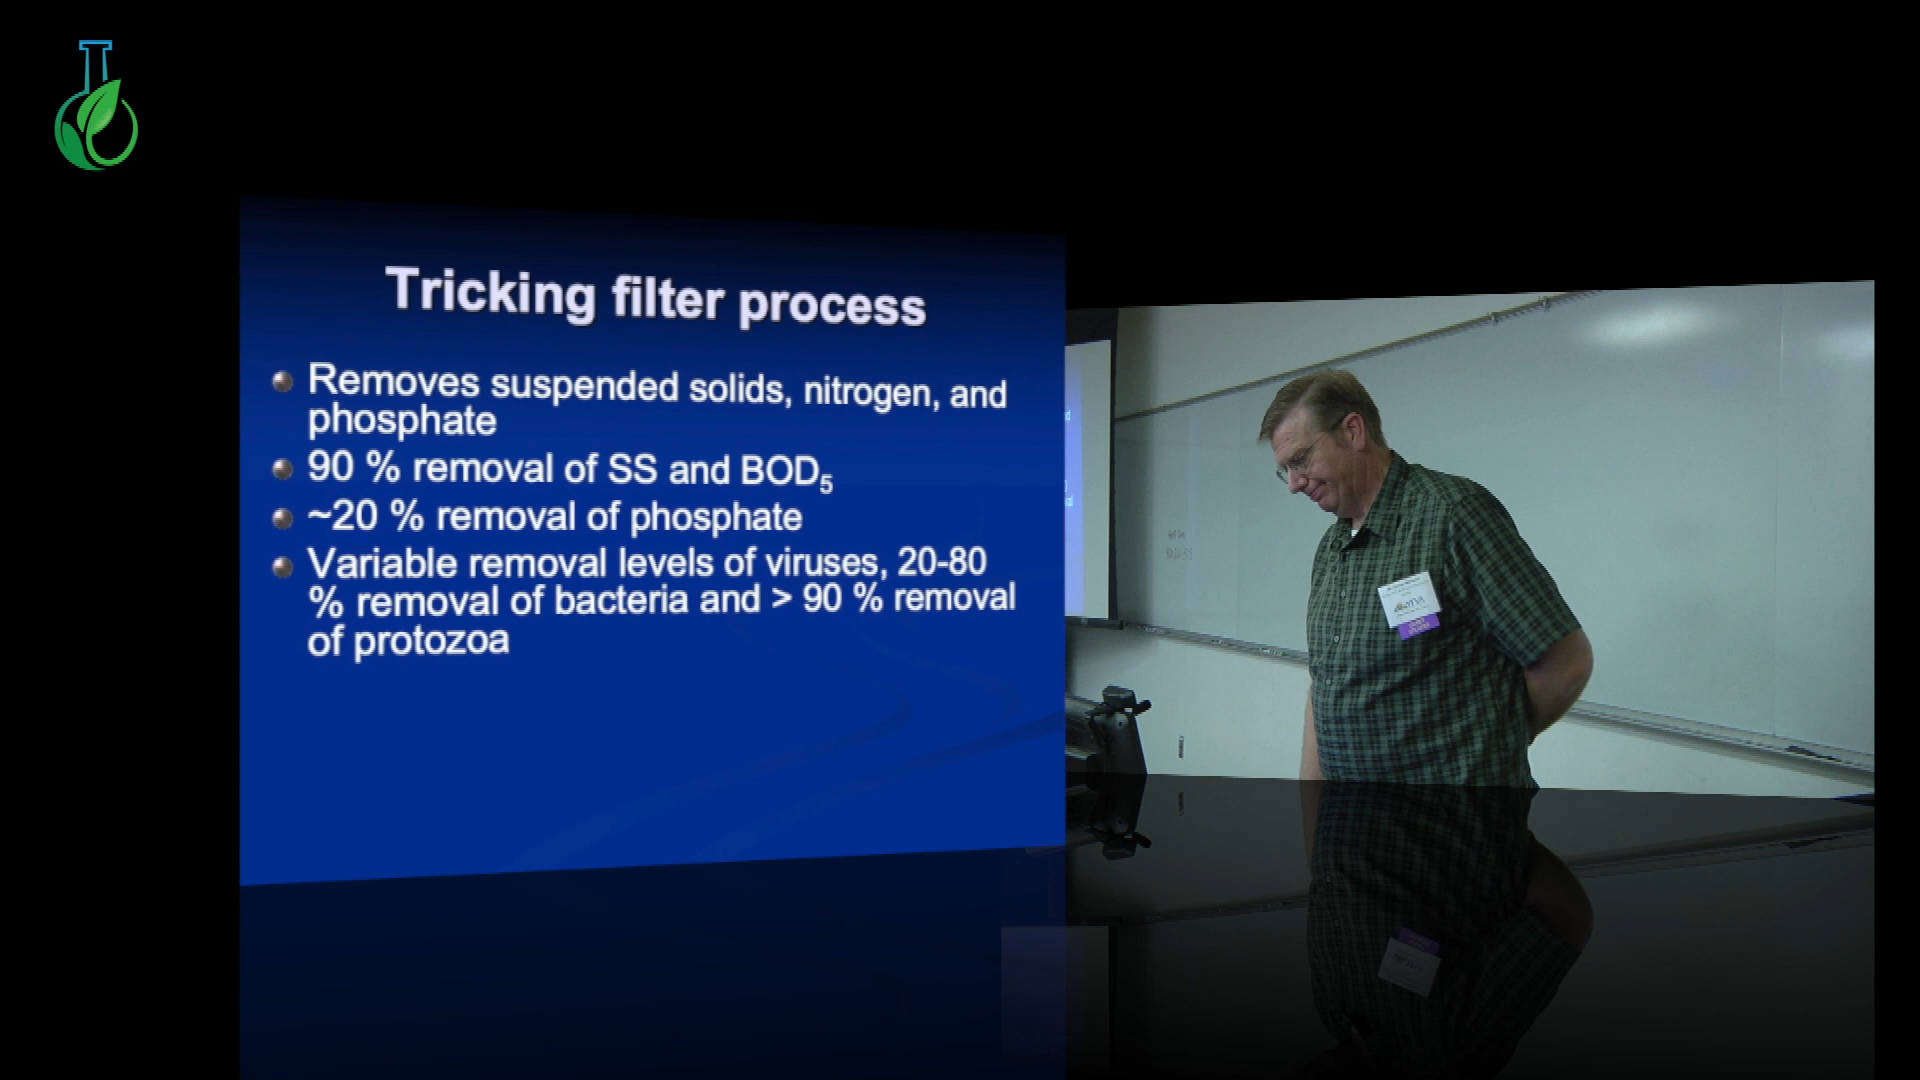 Tricking filter process
Removes suspended solids, nitrogen, and
phosphate
90 % removal of SS and BOD₅
~20 % removal of phosphate
Variable removal levels of viruses, 20-80
% removal of bacteria and > 90 % removal
of protozoa